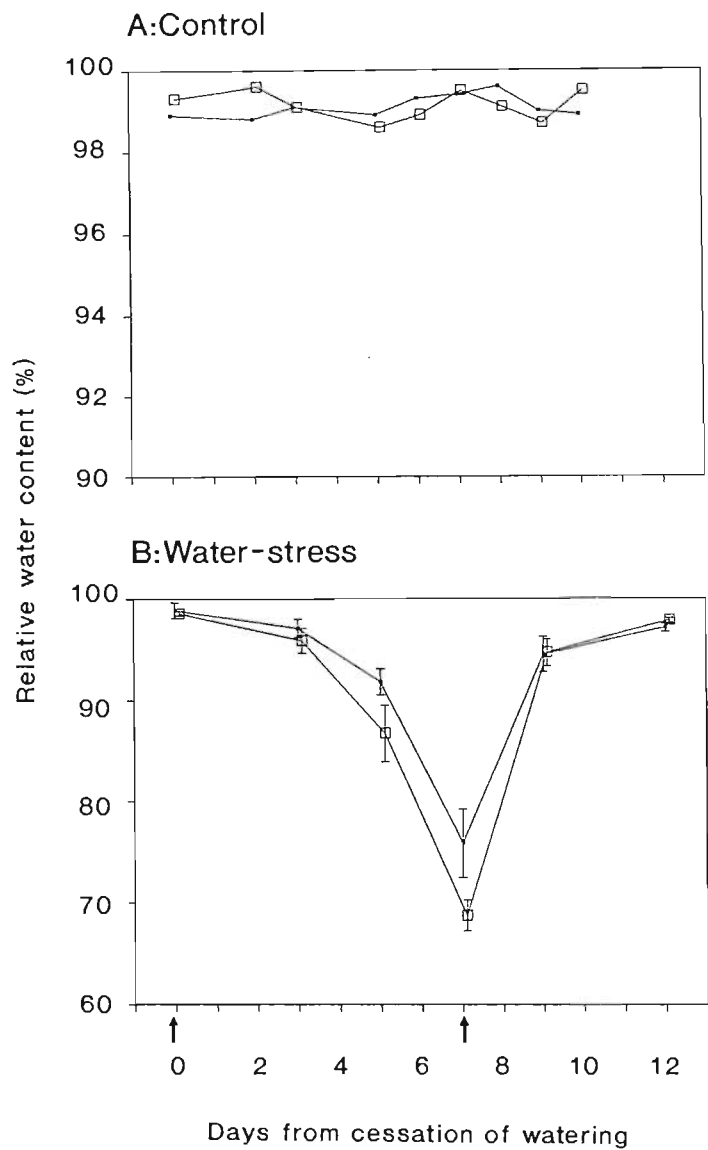 A:Control
100
98
96
94
92
90
Relative water content (%)
B:Water-stress
100
90
80
70
60
0 2 4 6 8 10 12
Days from cessation of watering